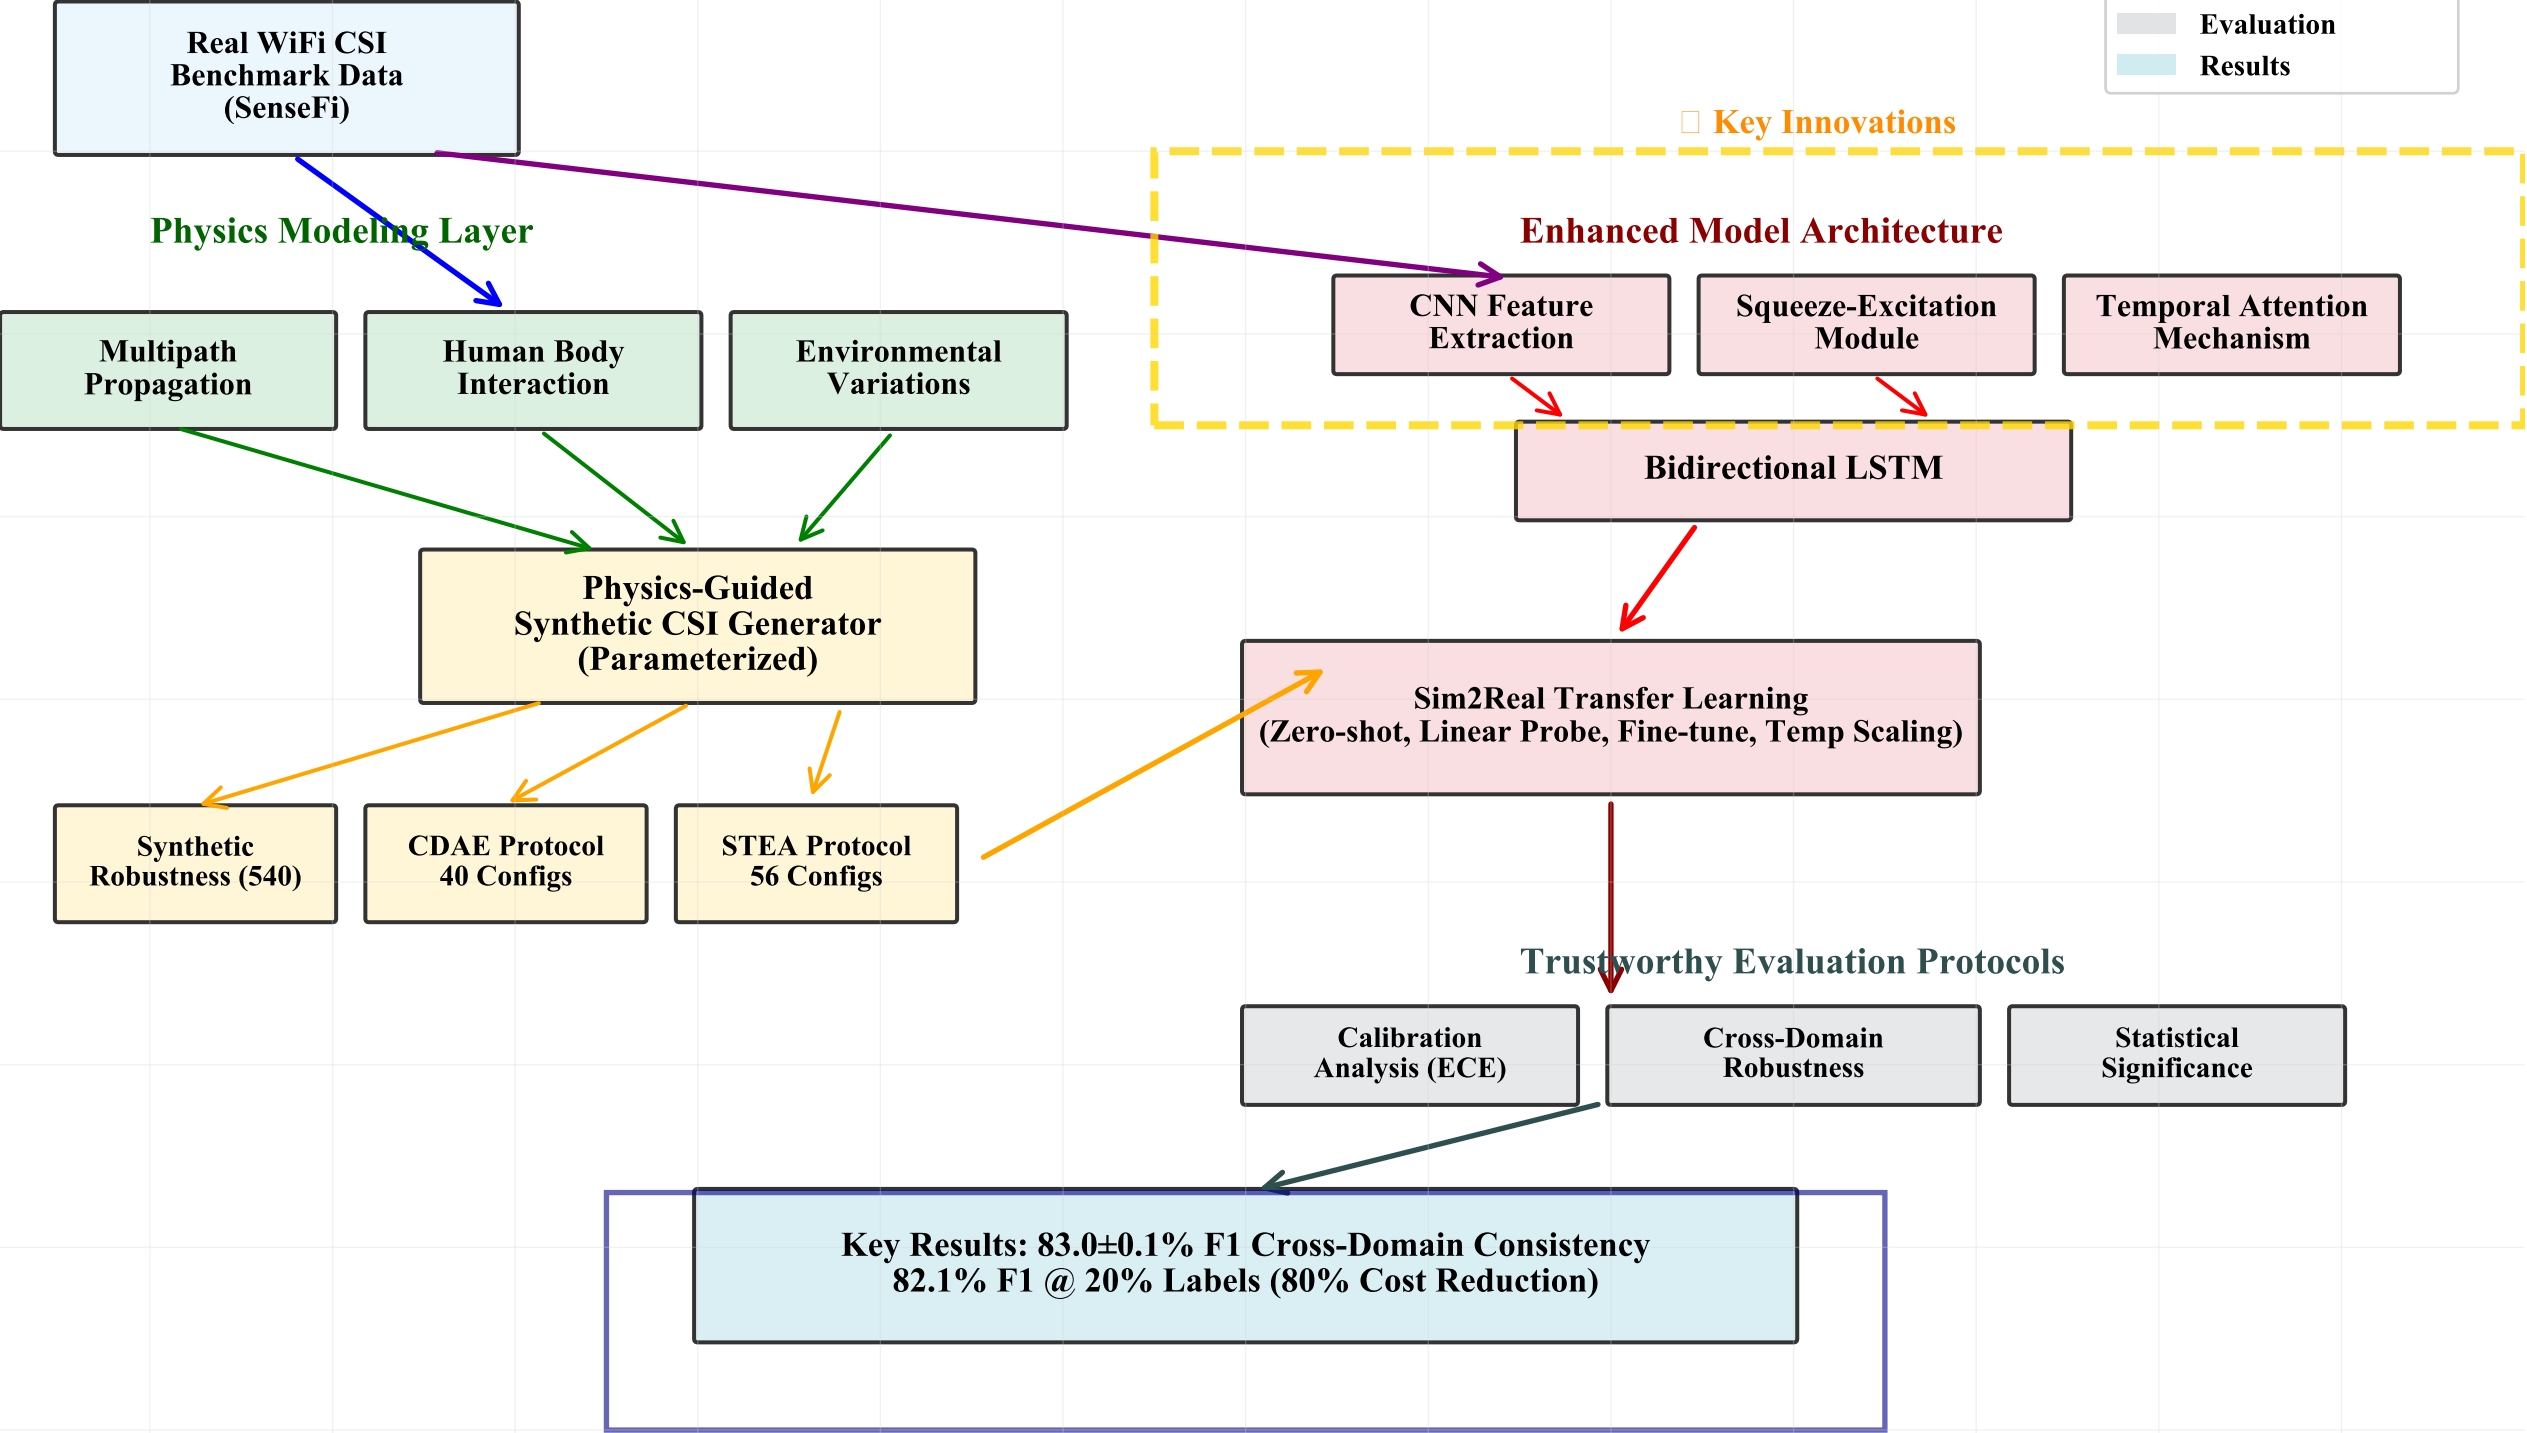 Real WiFi CSI
Benchmark Data
(SenseFi)
Evaluation
Results
Key Innovations
Physics Modeling Layer
Enhanced Model Architecture
Multipath
Propagation
Human Body
Interaction
Environmental
Variations
CNN Feature
Extraction
Squeeze-Excitation
Module
Temporal Attention
Mechanism
Bidirectional LSTM
Physics-Guided
Synthetic CSI Generator
(Parameterized)
Sim2Real Transfer Learning
(Zero-shot, Linear Probe, Fine-tune, Temp Scaling)
Synthetic
Robustness (540)
CDAE Protocol
40 Configs
STEA Protocol
56 Configs
Trustworthy Evaluation Protocols
Calibration
Analysis (ECE)
Cross-Domain
Robustness
Statistical
Significance
Key Results: 83.0±0.1% F1 Cross-Domain Consistency
82.1% F1 @ 20% Labels (80% Cost Reduction)